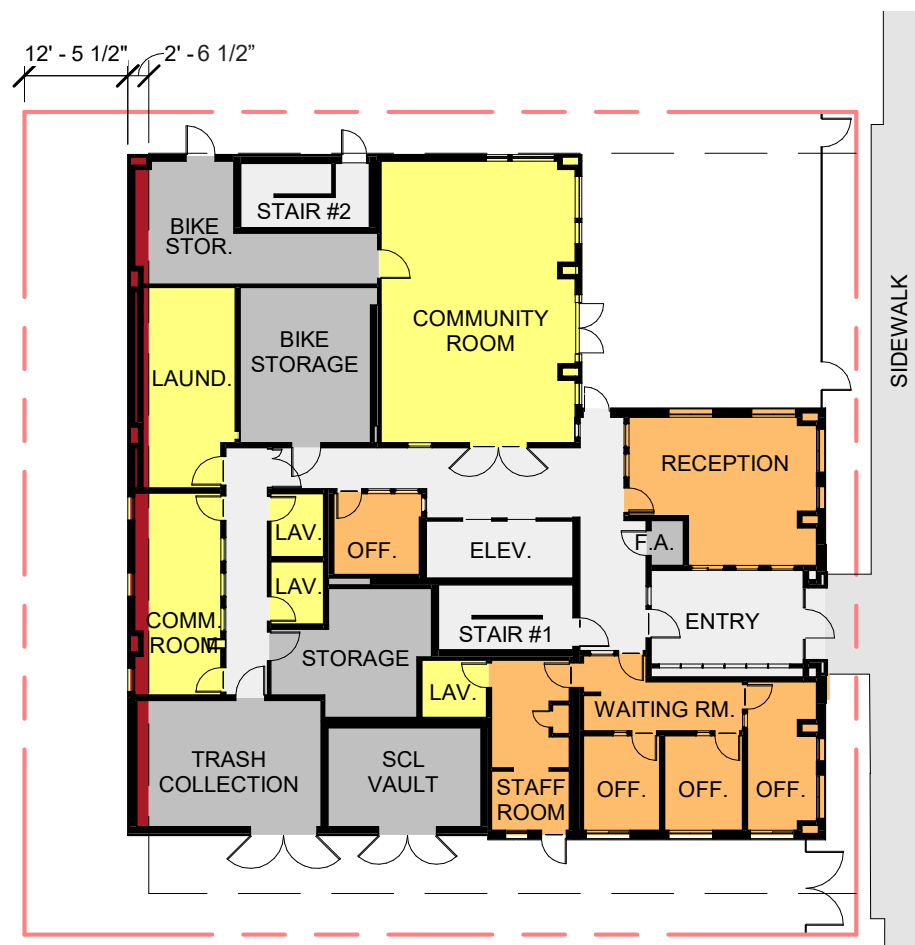 12' - 5 1/2" 2' - 6 1/2”
BIKE
STOR.
STAIR #2
COMMUNITY
ROOM
BIKE
STORAGE
LAUND.
SIDEWALK
RECEPTION
LAV.
OFF.
ELEV.
F.A.
LAV.
COMM.
ROOM
STORAGE
STAIR #1
ENTRY
LAV.
WAITING RM.
TRASH
COLLECTION
SCL
VAULT
STAFF
ROOM
OFF.
OFF.
OFF.